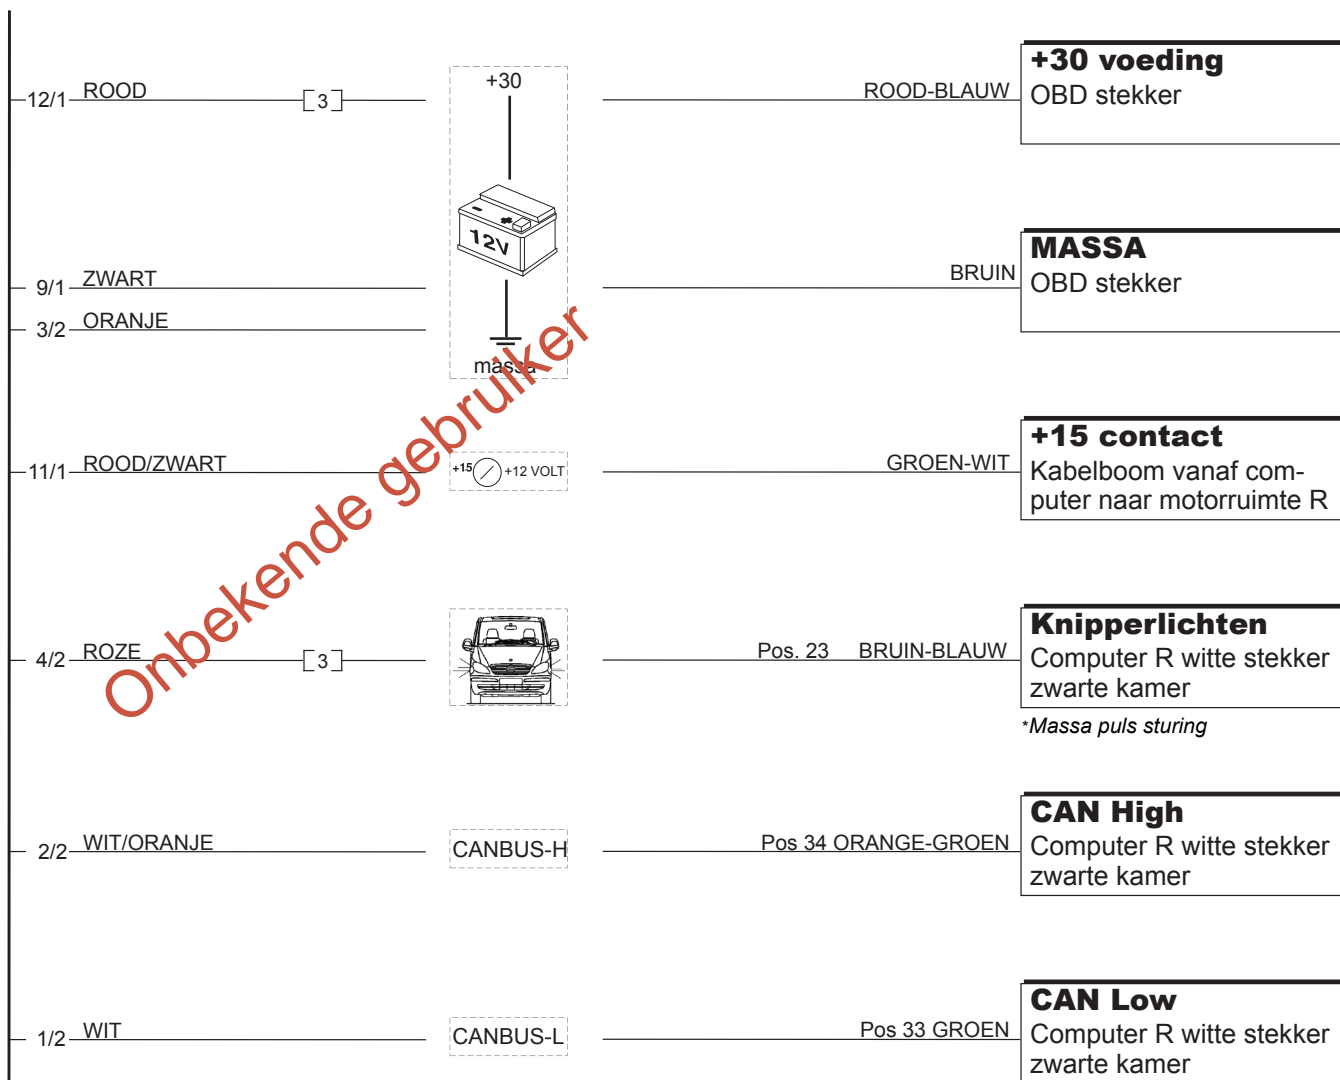 12/1 ROOD [3] +30 ROOD-BLAUW
+30 voeding
OBD stekker
12V
9/1 ZWART BRUIN
MASSA
OBD stekker
3/2 ORANJE
massa
11/1 ROOD/ZWART +15 +12 VOLT GROEN-WIT
+15 contact
Kabelboom vanaf com-
puter naar motorruimte R
4/2 ROZE [3] Pos. 23 BRUIN-BLAUW
Knipperlichten
Computer R witte stekker
zwarte kamer
*Massa puls sturing
2/2 WIT/ORANJE CANBUS-H Pos 34 ORANGE-GROEN
CAN High
Computer R witte stekker
zwarte kamer
1/2 WIT CANBUS-L Pos 33 GROEN
CAN Low
Computer R witte stekker
zwarte kamer
Onbekende gebruiker